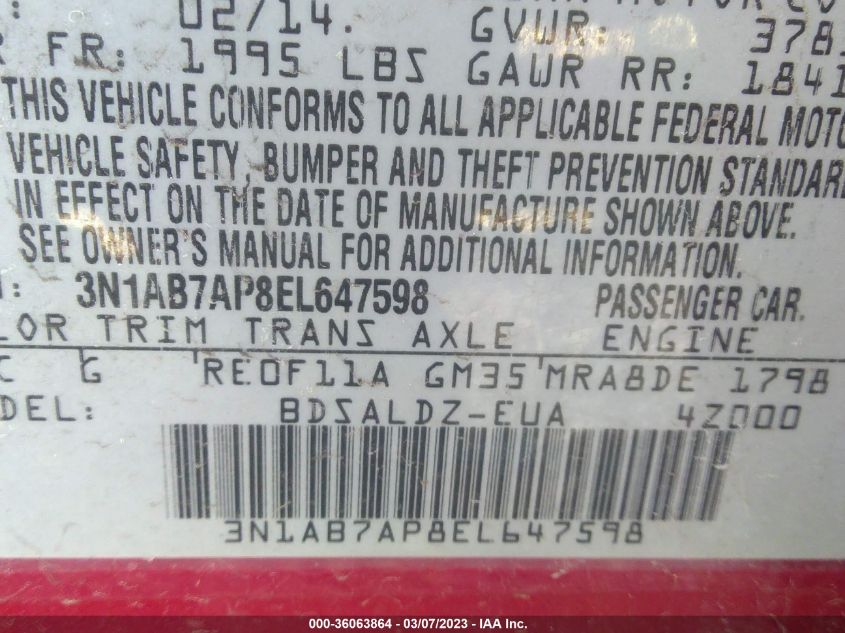 : 02/14. GVWR: 378
R FR: 1995 LBS GAWR RR: 1841
THIS VEHICLE CONFORMS TO ALL APPLICABLE FEDERAL MOTO
VEHICLE SAFETY, BUMPER AND THEFT PREVENTION STANDARD
IN EFFECT ON THE DATE OF MANUFACTURE SHOWN ABOVE.
SEE OWNER'S MANUAL FOR ADDITIONAL INFORMATION.
: 3N1AB7AP8EL647598 PASSENGER CAR.
LOR TRIM TRANS AXLE ENGINE
C G RE0F11A GM35 MRA8DE 1798
DEL: BDSALDZ-EUA 4Z000
3N1AB7AP8EL647598
000-36063864 — 03/07/2023 — IAA Inc.